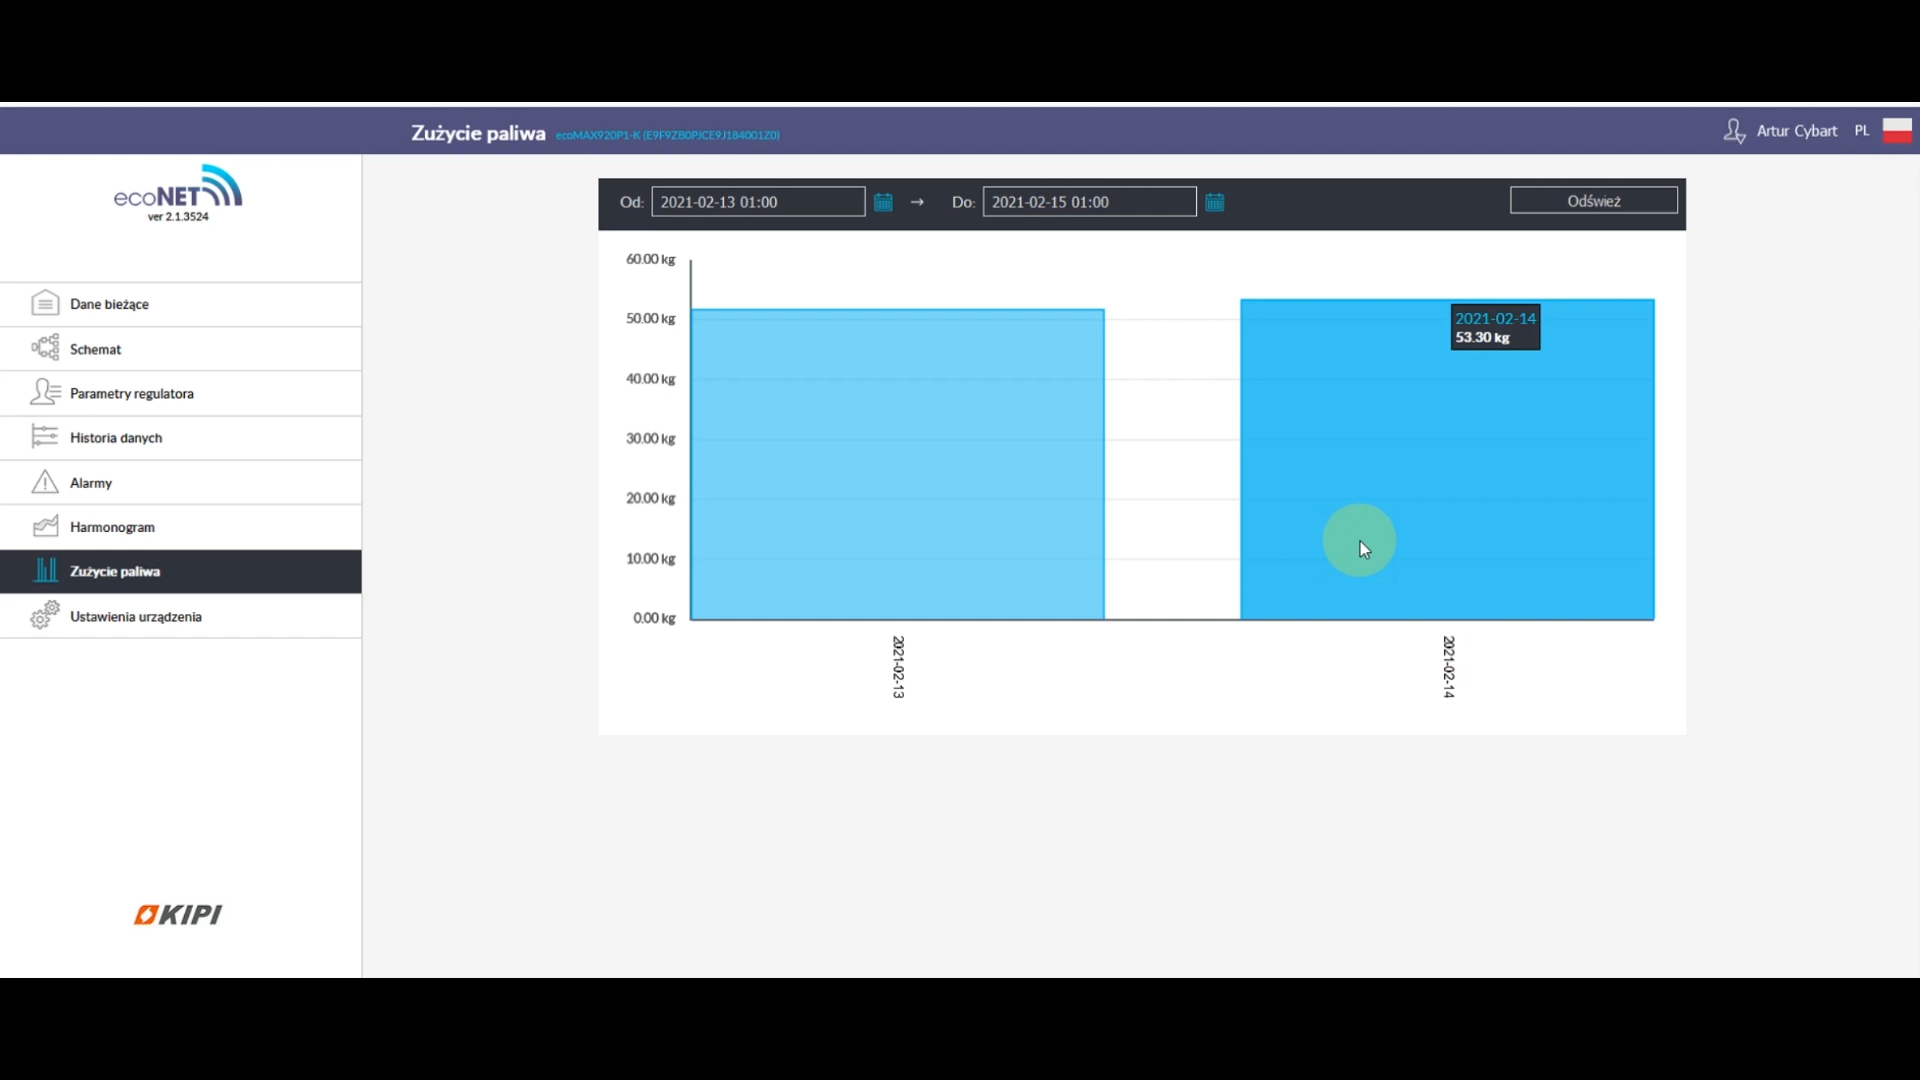 Zużycie paliwa ecoMAX920P1-K (E9F9ZB0PJCE9J184001Z0)
Artur Cybart PL
ecoNET
ver 2.1.3524
Dane bieżące
Schemat
Parametry regulatora
Historia danych
Alarmy
Harmonogram
Zużycie paliwa
Ustawienia urządzenia
KIPI
Od: 2021-02-13 01:00 → Do: 2021-02-15 01:00 Odśwież
60.00 kg
50.00 kg
40.00 kg
30.00 kg
20.00 kg
10.00 kg
0.00 kg
2021-02-14
53.30 kg
2021-02-13
2021-02-14